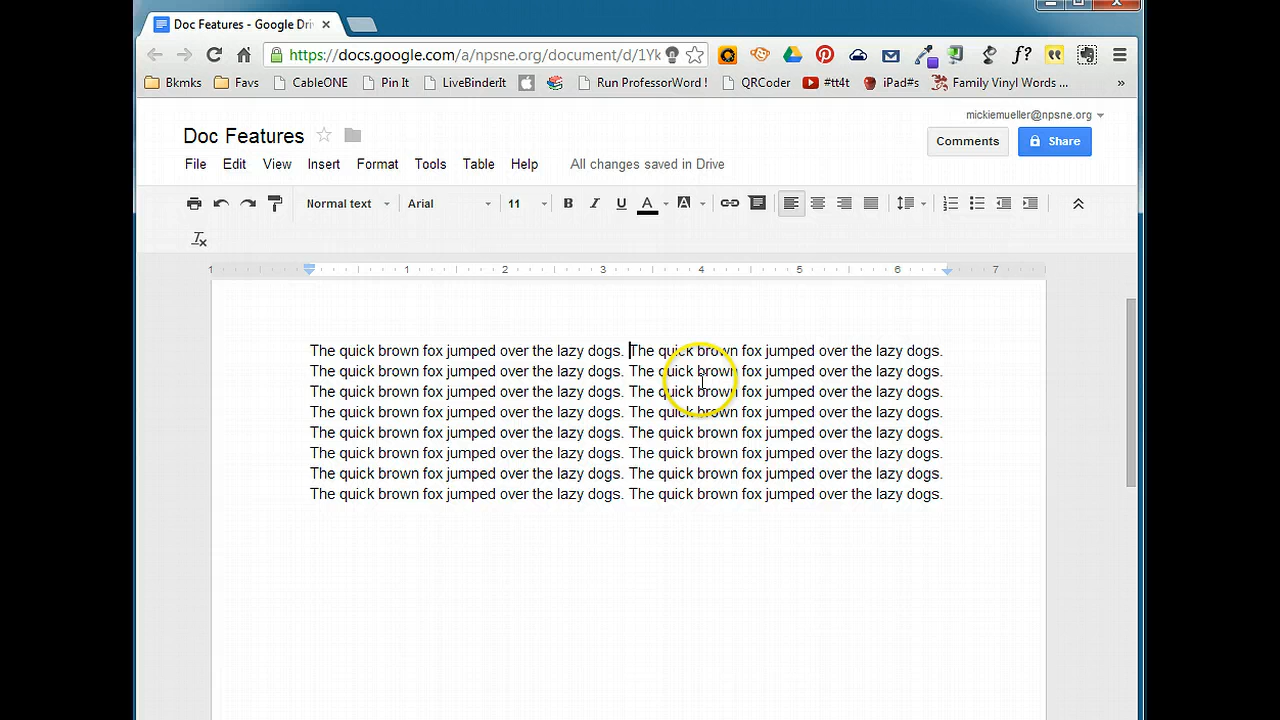 Doc Features - Google Dri
https://docs.google.com/a/npsne.org/document/d/1Yk
f?
Bkmks Favs CableONE Pin It LiveBinderIt Run ProfessorWord ! QRCoder #tt4t iPad#s Family Vinyl Words ... »
mickiemueller@npsne.org
Doc Features
Comments Share
File Edit View Insert Format Tools Table Help All changes saved in Drive
Normal text Arial 11 B I U A A
1 1 2 3 4 5 6 7
The quick brown fox jumped over the lazy dogs. The quick brown fox jumped over the lazy dogs.
The quick brown fox jumped over the lazy dogs. The quick brown fox jumped over the lazy dogs.
The quick brown fox jumped over the lazy dogs. The quick brown fox jumped over the lazy dogs.
The quick brown fox jumped over the lazy dogs. The quick brown fox jumped over the lazy dogs.
The quick brown fox jumped over the lazy dogs. The quick brown fox jumped over the lazy dogs.
The quick brown fox jumped over the lazy dogs. The quick brown fox jumped over the lazy dogs.
The quick brown fox jumped over the lazy dogs. The quick brown fox jumped over the lazy dogs.
The quick brown fox jumped over the lazy dogs. The quick brown fox jumped over the lazy dogs.